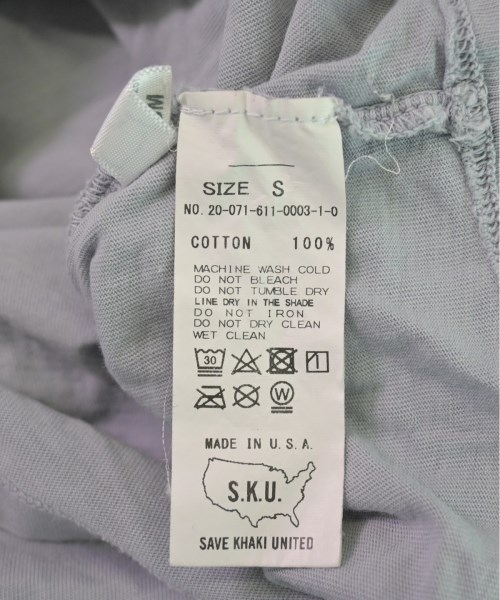 M
SIZE S
NO. 20-071-611-0003-1-0
COTTON 100%
MACHINE WASH COLD
DO NOT BLEACH
DO NOT TUMBLE DRY
LINE DRY IN THE SHADE
DO NOT IRON
DO NOT DRY CLEAN
WET CLEAN
30
W
MADE IN U.S.A.
S.K.U.
SAVE KHAKI UNITED